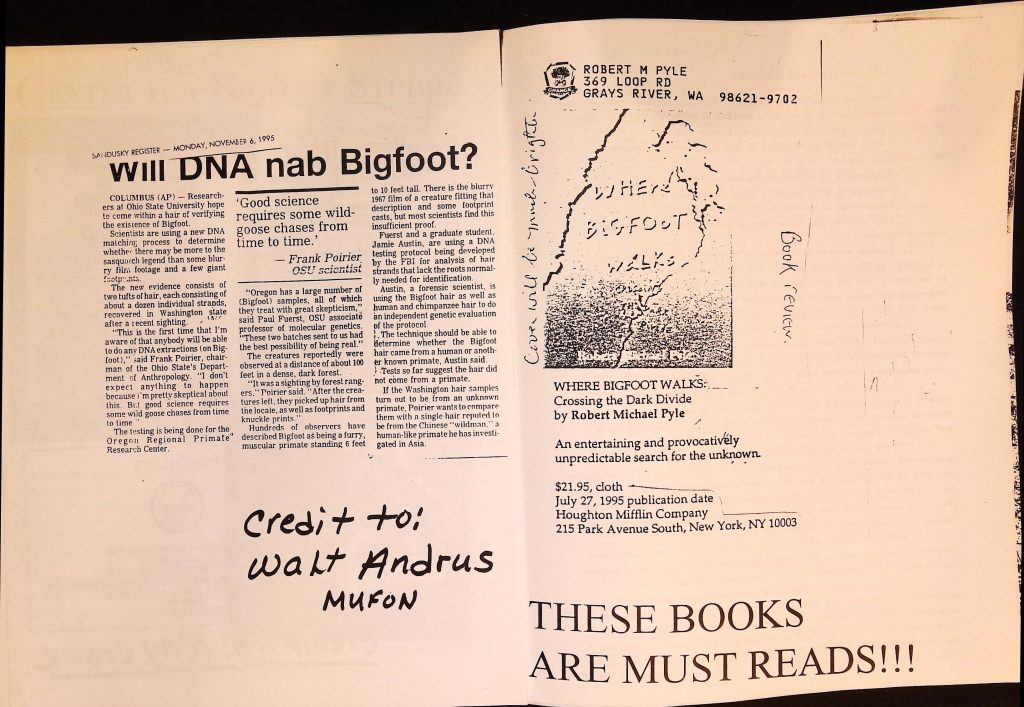 SANDUSKY REGISTER — MONDAY, NOVEMBER 6, 1995
Will DNA nab Bigfoot?
COLUMBUS (AP) — Research-
ers at Ohio State University hope
to come within a hair of verifying
the existence of Bigfoot.
Scientists are using a new DNA
matching process to determine
whether there may be more to the
sasquatch legend than some blur-
ry film footage and a few giant
footprints.
The new evidence consists of
two tufts of hair, each consisting of
about a dozen individual strands,
recovered in Washington state
after a recent sighting.
"This is the first time that I'm
aware of that anybody will be able
to do any DNA extractions (on Big-
foot)," said Frank Poirier, chair-
man of the Ohio State's Depart-
ment of Anthropology. "I don't
expect anything to happen
because i'm pretty skeptical about
this. But good science requires
some wild goose chases from time
to time."
The testing is being done for the
Oregon Regional Primate
Research Center.
'Good science
requires some wild-
goose chases from
time to time.'
— Frank Poirier
OSU scientist
"Oregon has a large number of
(Bigfoot) samples, all of which
they treat with great skepticism,"
said Paul Fuerst, OSU associate
professor of molecular genetics.
"These two batches sent to us had
the best possibility of being real."
The creatures reportedly were
observed at a distance of about 100
feet in a dense, dark forest.
"It was a sighting by forest rang-
ers," Poirier said. "After the crea-
tures left, they picked up hair from
the locale, as well as footprints and
knuckle prints."
Hundreds of observers have
described Bigfoot as being a furry,
muscular primate standing 6 feet
to 10 feet tall. There is the blurry
1967 film of a creature fitting that
description and some footprint
casts, but most scientists find this
insufficient proof.
Fuerst and a graduate student,
Jamie Austin, are using a DNA
testing protocol being developed
by the FBI for analysis of hair
strands that lack the roots normal-
ly needed for identification.
Austin, a forensic scientist, is
using the Bigfoot hair as well as
human and chimpanzee hair to do
an independent genetic evaluation
of the protocol.
The technique should be able to
determine whether the Bigfoot
hair came from a human or anoth-
er known primate, Austin said.
Tests so far suggest the hair did
not come from a primate.
If the Washington hair samples
turn out to be from an unknown
primate, Poirier wants to compare
them with a single hair reputed to
be from the Chinese "wildman," a
human-like primate he has investi-
gated in Asia.
Credit to:
Walt Andrus
MUFON
GRANGE
ROBERT M PYLE
369 LOOP RD
GRAYS RIVER, WA 98621-9702
Cover will be much brighter
WHERE
BIGFOOT
WALKS
Robert Michael Pyle
Book review.
WHERE BIGFOOT WALKS:
Crossing the Dark Divide
by Robert Michael Pyle
An entertaining and provocatively
unpredictable search for the unknown.
$21.95, cloth
July 27, 1995 publication date
Houghton Mifflin Company
215 Park Avenue South, New York, NY 10003
THESE BOOKS
ARE MUST READS!!!